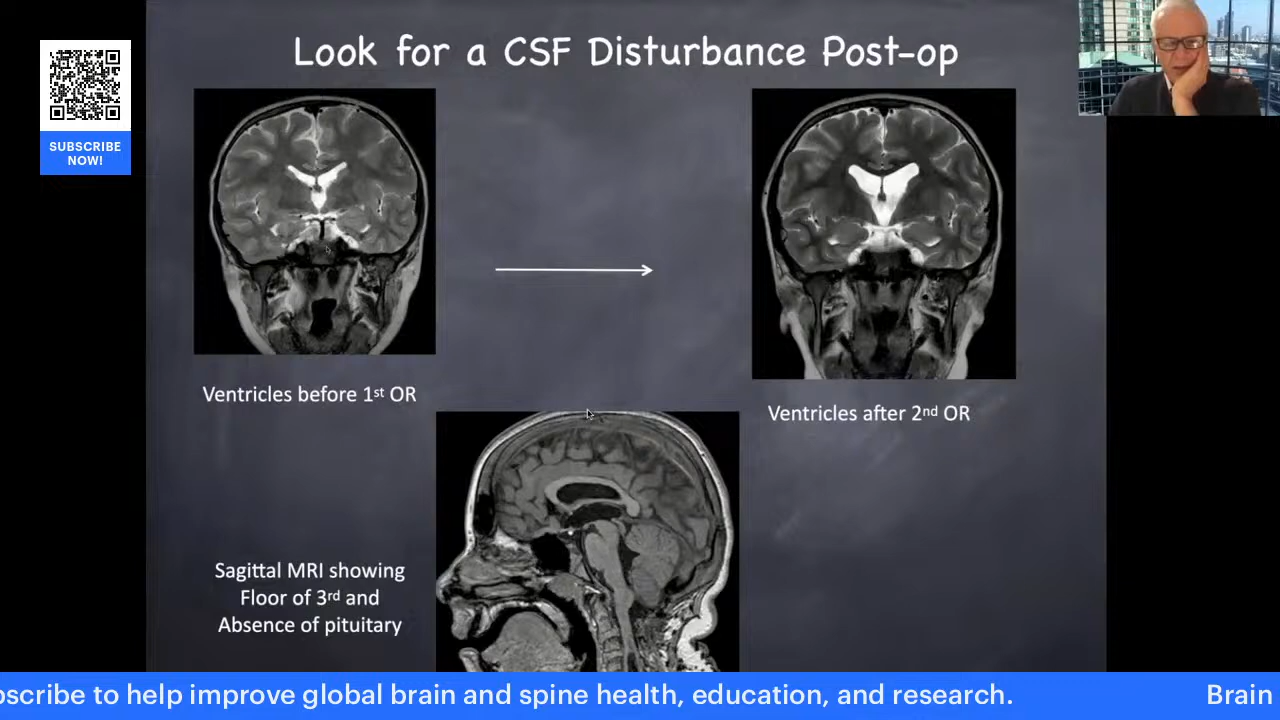 Look for a CSF Disturbance Post-op
SUBSCRIBE
NOW!
Ventricles before 1st OR
Ventricles after 2nd OR
Sagittal MRI showing
Floor of 3rd and
Absence of pituitary
bscribe to help improve global brain and spine health, education, and research.
Brain